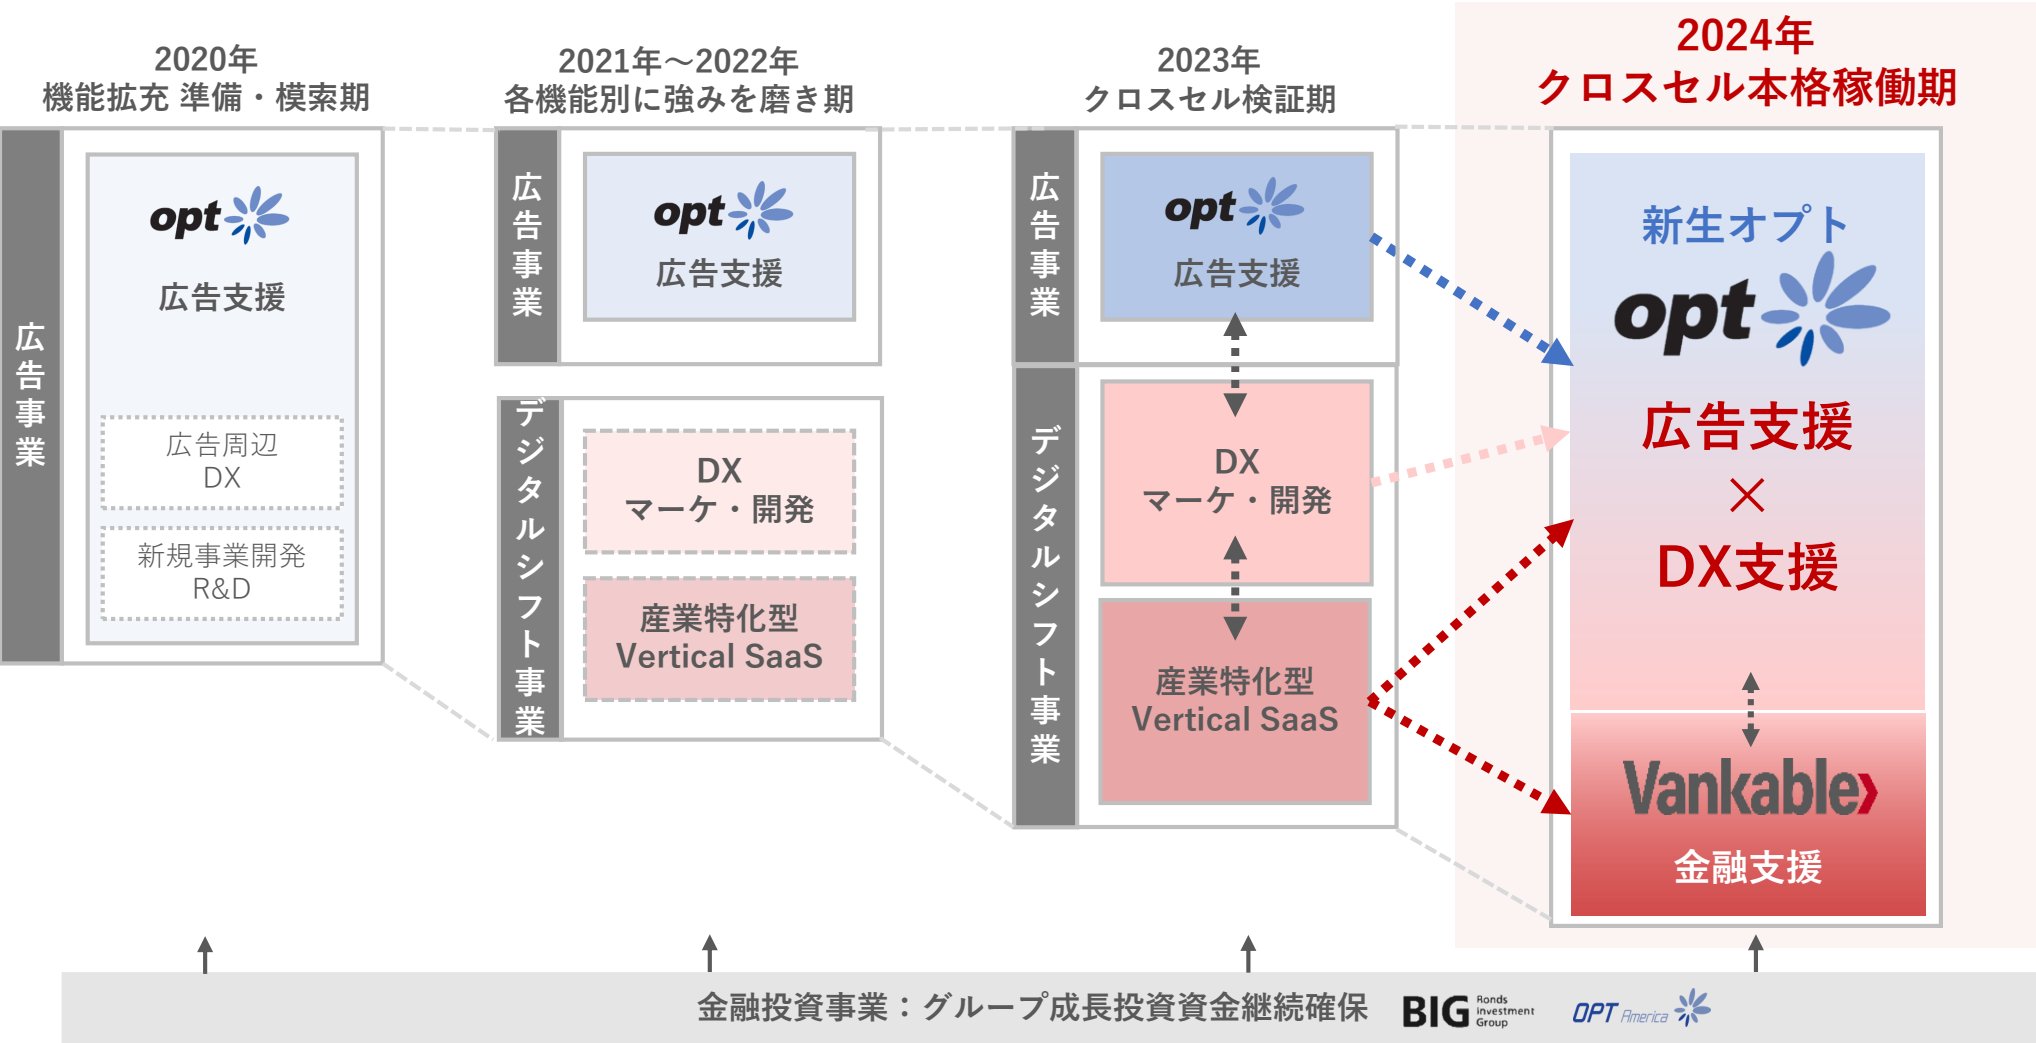 2020年
機能拡充 準備・模索期
広告事業
opt
広告支援
広告周辺
DX
新規事業開発
R&D
2021年～2022年
各機能別に強みを磨き期
広告事業
opt
広告支援
デジタルシフト事業
DX
マーケ・開発
産業特化型
Vertical SaaS
2023年
クロスセル検証期
広告事業
opt
広告支援
デジタルシフト事業
DX
マーケ・開発
産業特化型
Vertical SaaS
2024年
クロスセル本格稼働期
新生オプト
opt
広告支援
×
DX支援
Vankable
金融支援
金融投資事業：グループ成長投資資金継続確保
BIG
Ronds
Investment
Group
OPT America